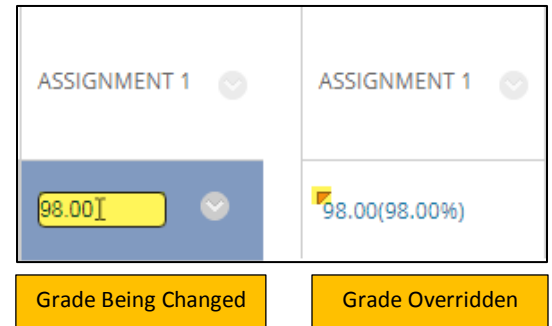 ASSIGNMENT 1
ASSIGNMENT 1
98.00
98.00(98.00%)
Grade Being Changed
Grade Overridden